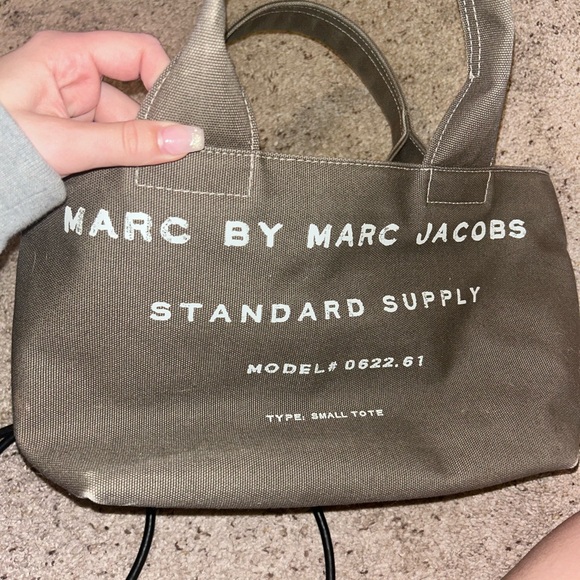 MARC BY MARC JACOBS
STANDARD SUPPLY
MODEL# 0622.61
TYPE: SMALL TOTE